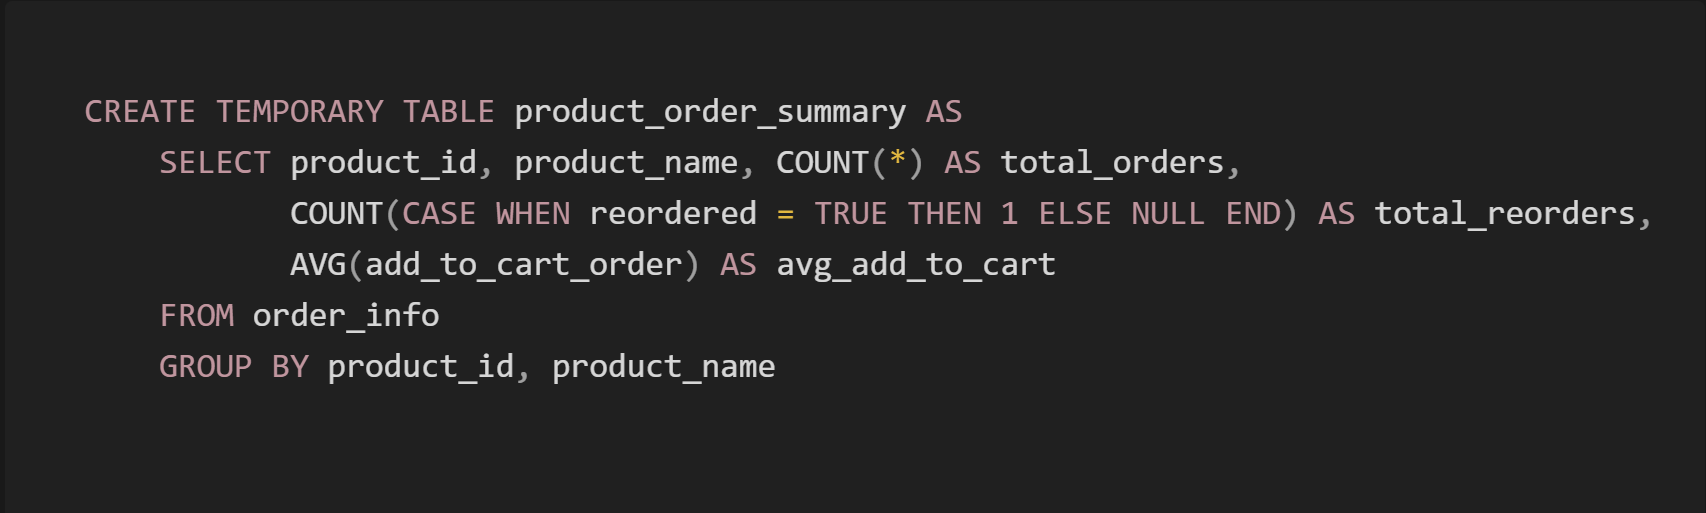 CREATE TEMPORARY TABLE product_order_summary AS
SELECT product_id, product_name, COUNT(*) AS total_orders,
COUNT(CASE WHEN reordered = TRUE THEN 1 ELSE NULL END) AS total_reorders,
AVG(add_to_cart_order) AS avg_add_to_cart
FROM order_info
GROUP BY product_id, product_name